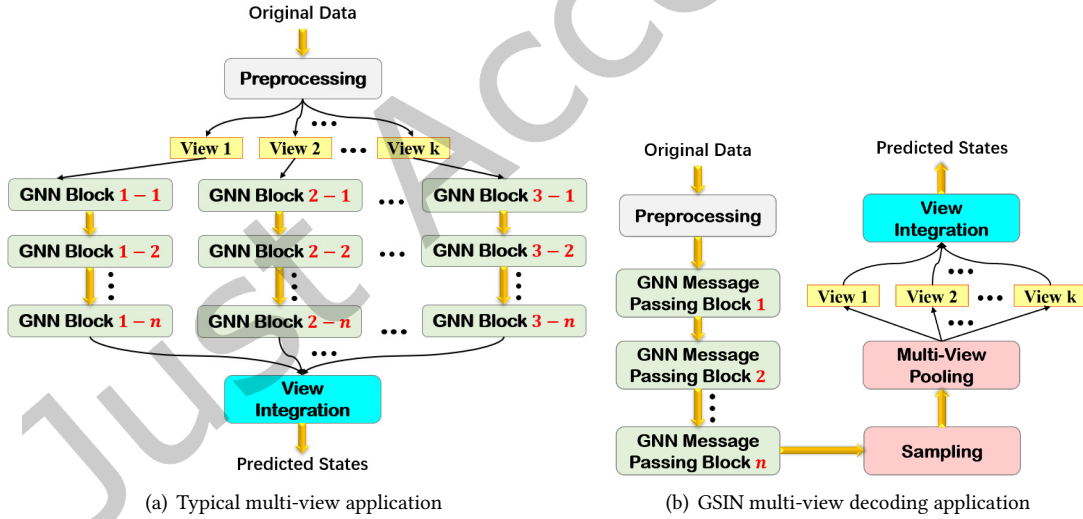 Original Data
Preprocessing
...
View 1
View 2
...
View k
GNN Block 1 – 1
GNN Block 2 – 1
...
GNN Block 3 – 1
GNN Block 1 – 2
GNN Block 2 – 2
...
GNN Block 3 – 2
GNN Block 1 – n
GNN Block 2 – n
...
GNN Block 3 – n
...
View
Integration
Predicted States
(a) Typical multi-view application
Original Data
Preprocessing
GNN Message
Passing Block 1
GNN Message
Passing Block 2
GNN Message
Passing Block n
Predicted States
View
Integration
...
View 1
View 2
...
View k
...
Multi-View
Pooling
Sampling
(b) GSIN multi-view decoding application
Just Acce